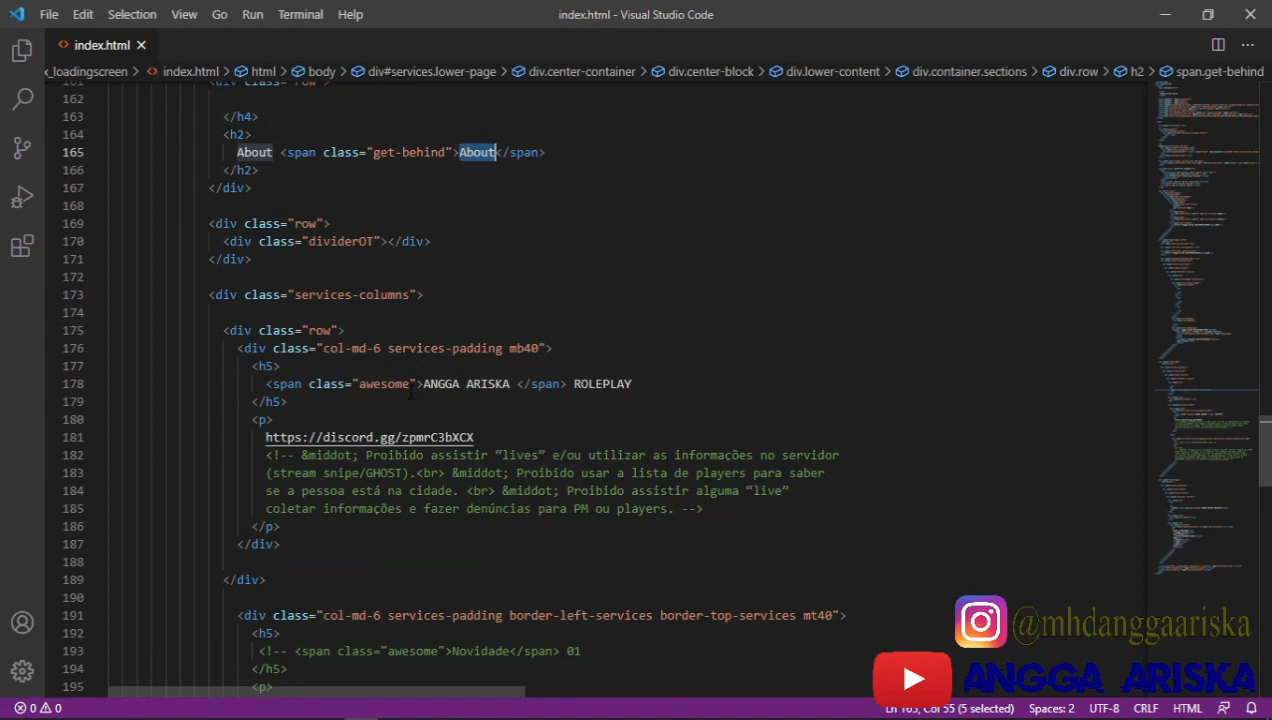 File Edit Selection View Go Run Terminal Help
index.html - Visual Studio Code
index.html
x_loadingscreen > index.html > html > body > div#services.lower-page > div.center-container > div.center-block > div.lower-content > div.container.sections > div.row > h2 > span.get-behind
161 <div class="row">
162
163 </h4>
164 <h2>
165 About <span class="get-behind">About</span>
166 </h2>
167 </div>
168
169 <div class="row">
170 <div class="dividerOT"></div>
171 </div>
172
173 <div class="services-columns">
174
175 <div class="row">
176 <div class="col-md-6 services-padding mb40">
177 <h5>
178 <span class="awesome">ANGGA ARISKA </span> ROLEPLAY
179 </h5>
180 <p>
181 https://discord.gg/zpmrC3bXCX
182 <!-- &middot; Proibido assistir “lives” e/ou utilizar as informações no servidor
183 (stream snipe/GHOST).<br> &middot; Proibido usar a lista de players para saber
184 se a pessoa está na cidade. <br> &middot; Proibido assistir alguma “live”
185 coletar informações e fazer denúncias para PM ou players. -->
186 </p>
187 </div>
188
189 </div>
190
191 <div class="col-md-6 services-padding border-left-services border-top-services mt40">
192 <h5>
193 <!-- <span class="awesome">Novidade</span> 01
194 </h5>
195 <p>
@mhdanggaariska
ANGGA ARISKA
0 0 Ln 165, Col 55 (5 selected) Spaces: 2 UTF-8 CRLF HTML